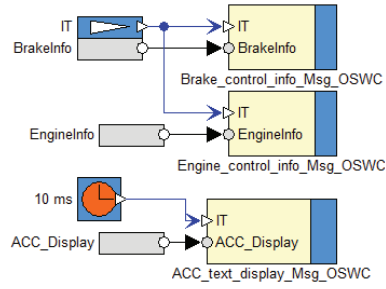 IT
IT
BrakeInfo
BrakeInfo
Brake_control_info_Msg_OSWC
IT
EngineInfo
EngineInfo
Engine_control_info_Msg_OSWC
10 ms
IT
ACC_Display
ACC_Display
ACC_text_display_Msg_OSWC